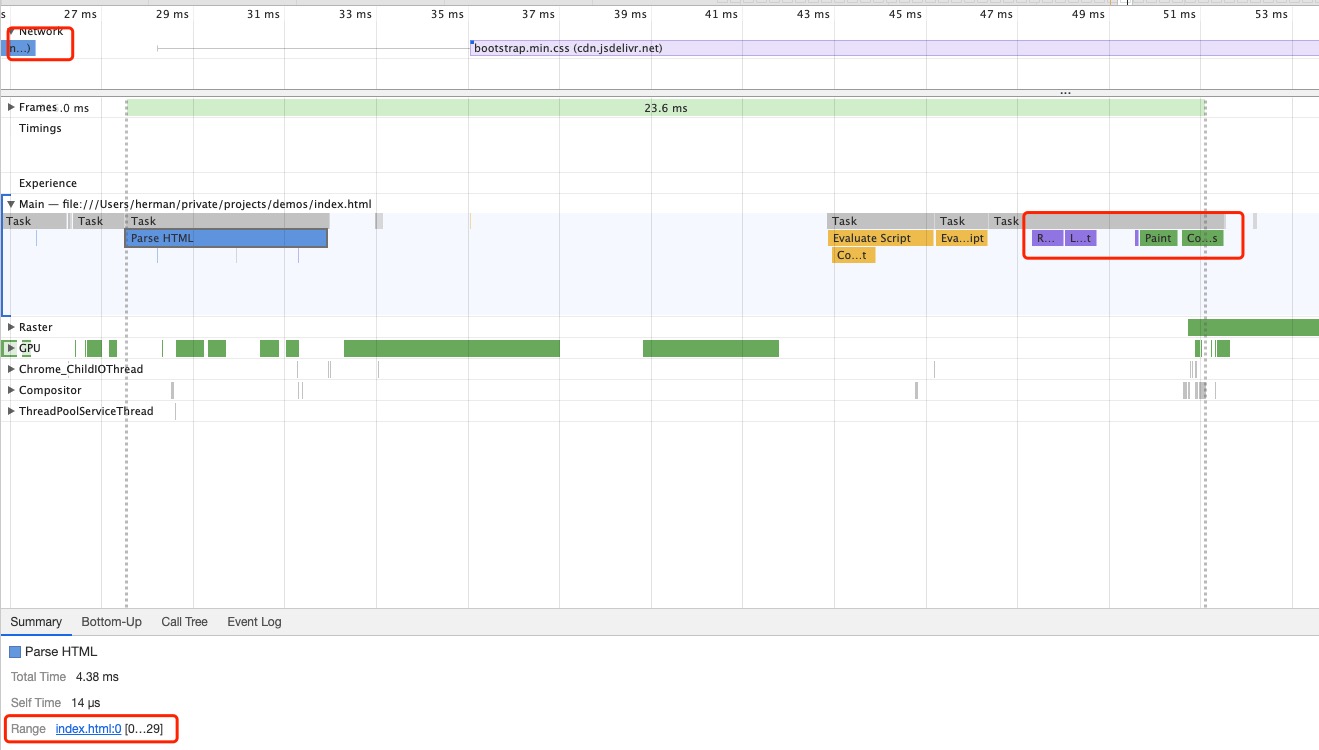 s 27 ms 29 ms 31 ms 33 ms 35 ms 37 ms 39 ms 41 ms 43 ms 45 ms 47 ms 49 ms 51 ms 53 ms
Network
n...) bootstrap.min.css (cdn.jsdelivr.net)
...
Frames .0 ms 23.6 ms
Timings
Experience
Main — file:///Users/herman/private/projects/demos/index.html
Task Task Task Task Task Task
Parse HTML Evaluate Script Eva...ipt R... L...t Paint Co...s
Co...t
Raster
GPU
Chrome_ChildIOThread
Compositor
ThreadPoolServiceThread
Summary Bottom-Up Call Tree Event Log
Parse HTML
Total Time 4.38 ms
Self Time 14 µs
Range index.html:0 [0...29]